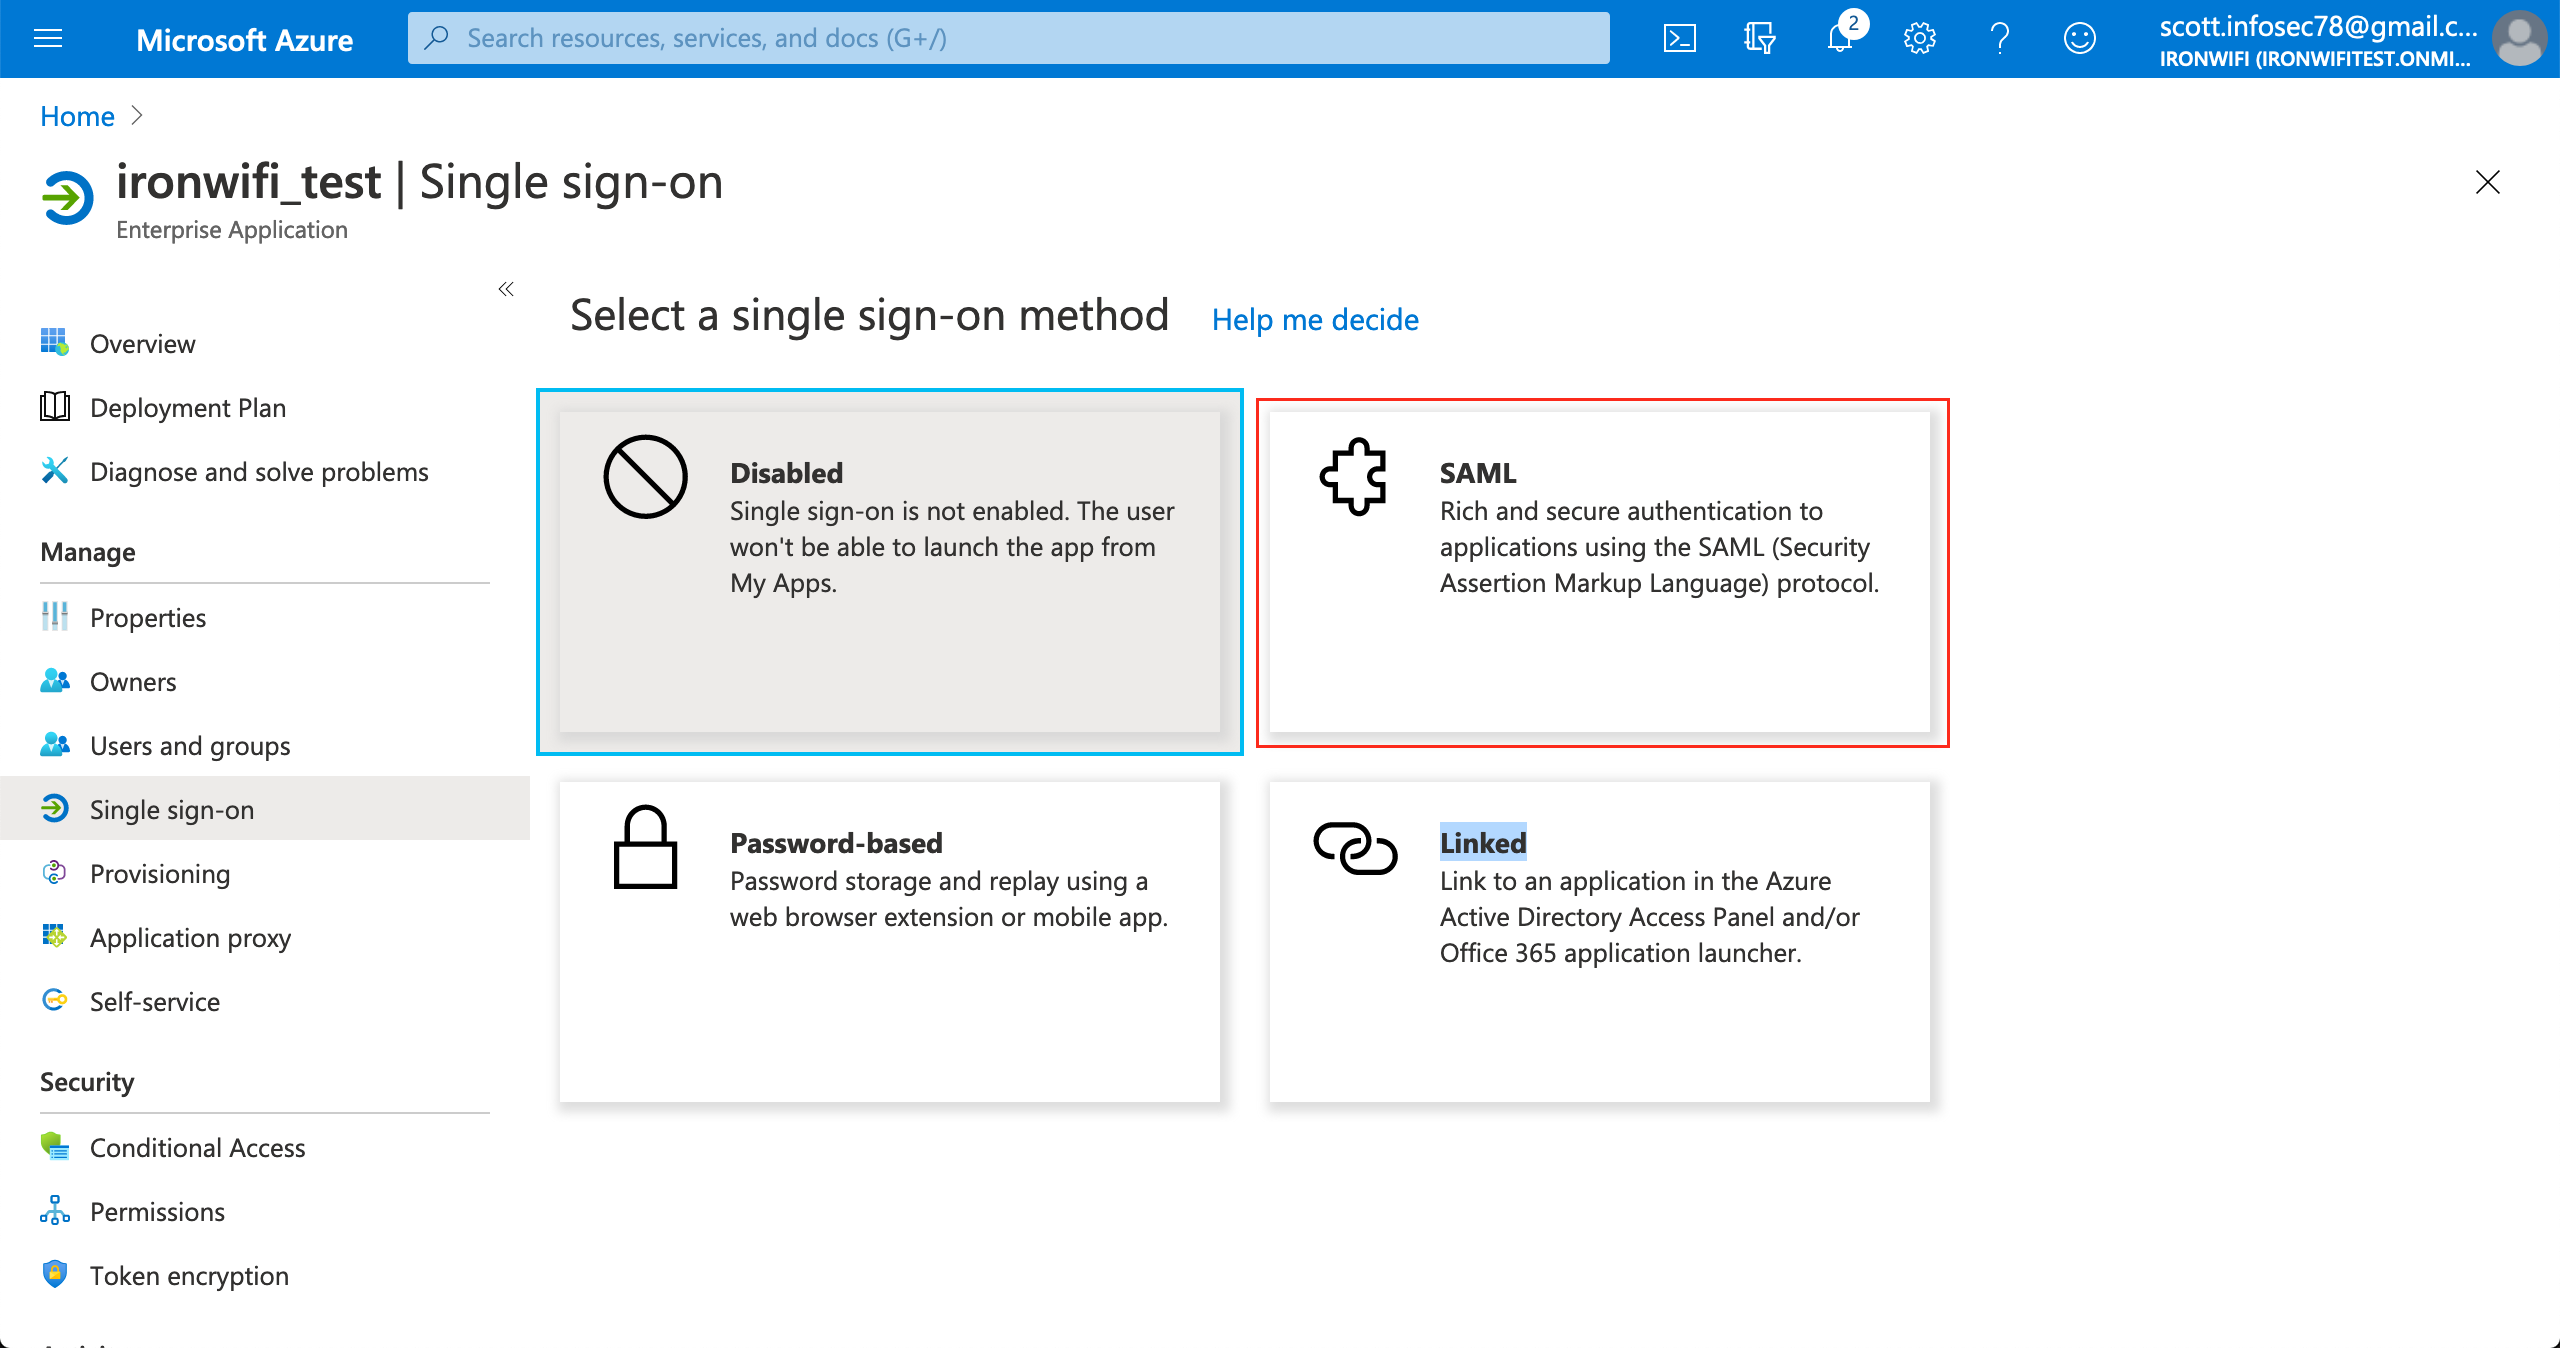 Microsoft Azure
Search resources, services, and docs (G+/)
2
scott.infosec78@gmail.c...
IRONWIFI (IRONWIFITEST.ONMI...
Home
ironwifi_test | Single sign-on
Enterprise Application
Overview
Deployment Plan
Diagnose and solve problems
Manage
Properties
Owners
Users and groups
Single sign-on
Provisioning
Application proxy
Self-service
Security
Conditional Access
Permissions
Token encryption
Select a single sign-on method
Help me decide
Disabled
Single sign-on is not enabled. The user
won't be able to launch the app from
My Apps.
SAML
Rich and secure authentication to
applications using the SAML (Security
Assertion Markup Language) protocol.
Password-based
Password storage and replay using a
web browser extension or mobile app.
Linked
Link to an application in the Azure
Active Directory Access Panel and/or
Office 365 application launcher.